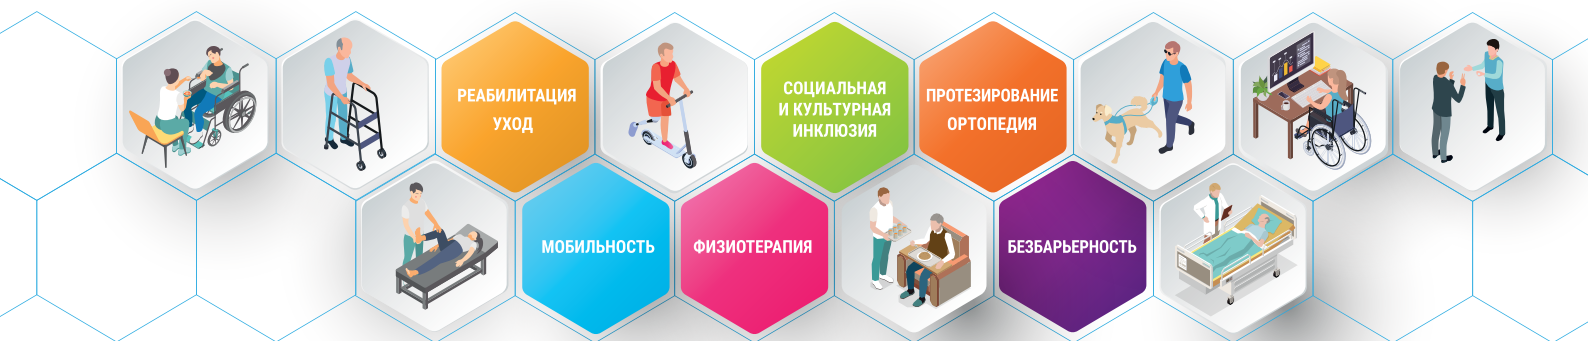 РЕАБИЛИТАЦИЯ
УХОД
СОЦИАЛЬНАЯ
И КУЛЬТУРНАЯ
ИНКЛЮЗИЯ
ПРОТЕЗИРОВАНИЕ
ОРТОПЕДИЯ
МОБИЛЬНОСТЬ
ФИЗИОТЕРАПИЯ
БЕЗБАРЬЕРНОСТЬ